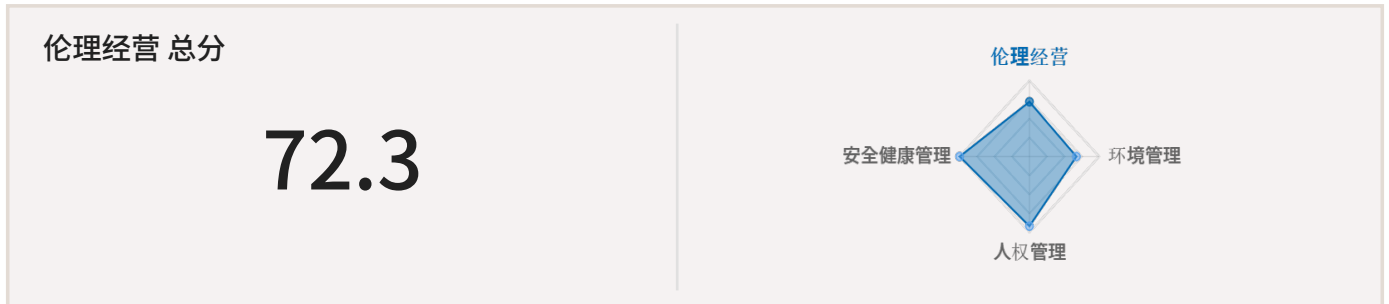 伦理经营 总分
72.3
伦理经营
安全健康管理
环境管理
人权管理